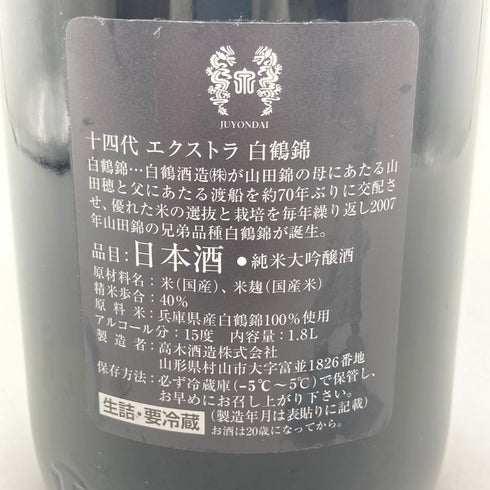 JUYONDAI
十四代 エクストラ 白鶴錦
白鶴錦…白鶴酒造㈱が山田錦の母にあたる山
田穂と父にあたる渡船を約70年ぶりに交配さ
せ、優れた米の選抜と栽培を毎年繰り返し2007
年山田錦の兄弟品種白鶴錦が誕生。
品目:日本酒 ●純米大吟醸酒
原材料名:米(国産)、米麹(国産米)
精米歩合:40%
原料米:兵庫県産白鶴錦100%使用
アルコール分:15度 内容量:1.8L
製造者:高木酒造株式会社
山形県村山市大字富並1826番地
保存方法:必ず冷蔵庫(-5℃~5℃)で保管し、
お早めにお召し上がり下さい。
生詰・要冷蔵
(製造年月は表貼りに記載)
お酒は20歳になってから。